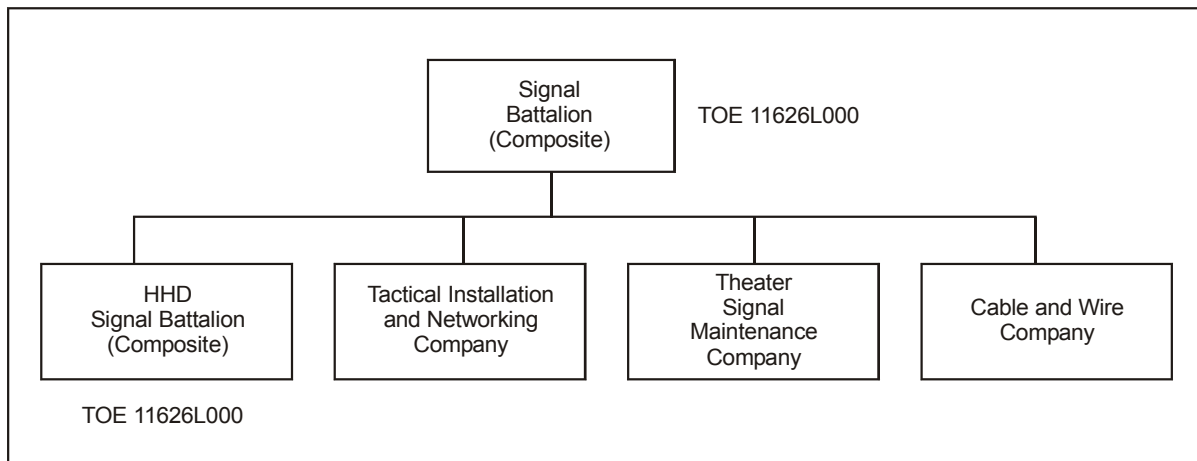 Signal
Battalion
(Composite)
TOE 11626L000
HHD
Signal Battalion
(Composite)
Tactical Installation
and Networking
Company
Theater
Signal
Maintenance
Company
Cable and Wire
Company
TOE 11626L000